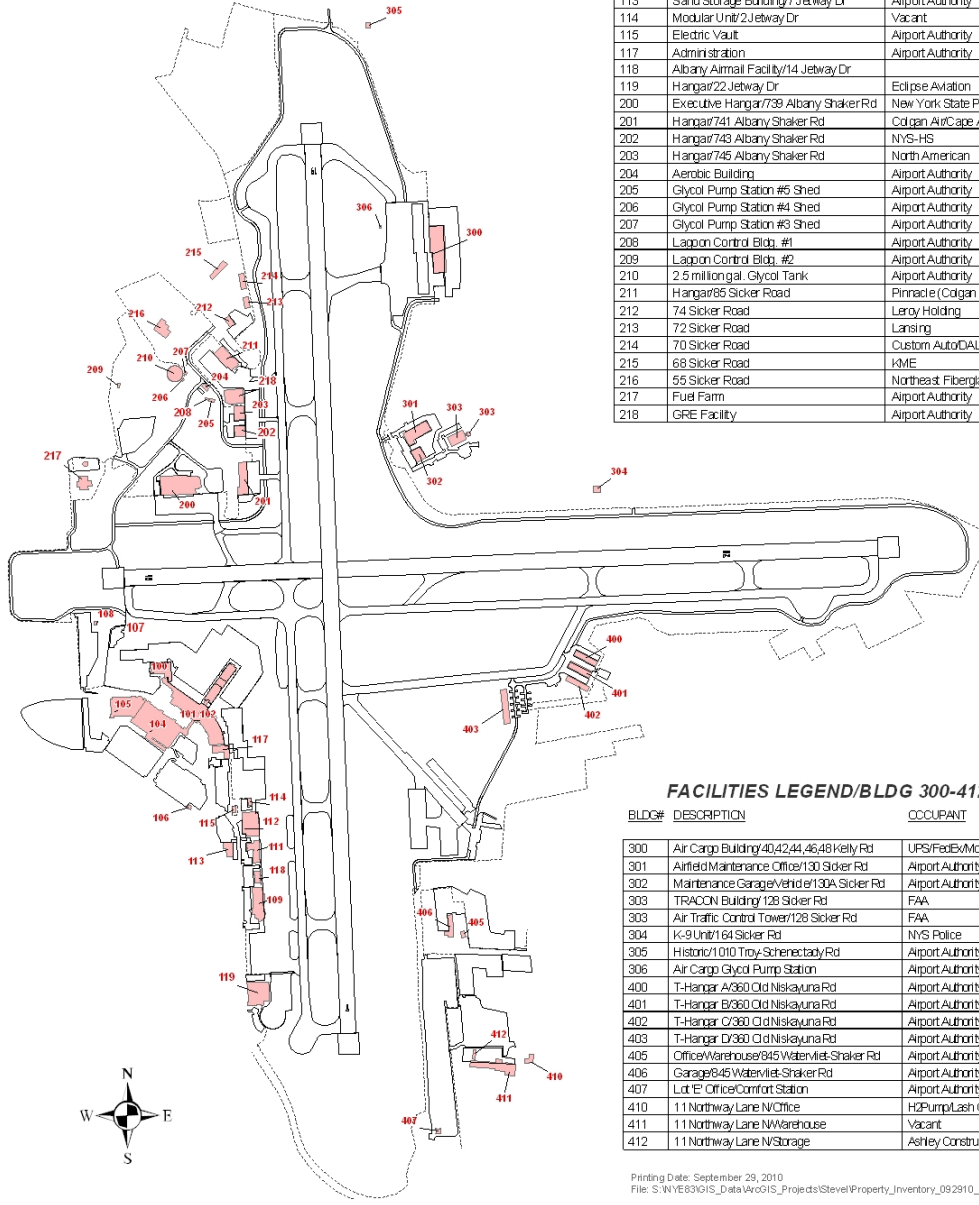 113 Sand Storage Building/7 Jetway Dr Airport Authority
114 Modular Unit/2 Jetway Dr Vacant
115 Electric Vault Airport Authority
117 Administration Airport Authority
118 Albany Airmail Facility/14 Jetway Dr
119 Hangar/22 Jetway Dr Eclipse Aviation
200 Executive Hangar/739 Albany Shaker Rd New York State P
201 Hangar/741 Albany Shaker Rd Colgan Air/Cape A
202 Hangar/743 Albany Shaker Rd NYS-HS
203 Hangar/745 Albany Shaker Rd North American
204 Aerobic Building Airport Authority
205 Glycol Pump Station #5 Shed Airport Authority
206 Glycol Pump Station #4 Shed Airport Authority
207 Glycol Pump Station #3 Shed Airport Authority
208 Lagoon Control Bldg. #1 Airport Authority
209 Lagoon Control Bldg. #2 Airport Authority
210 2.5 million gal. Glycol Tank Airport Authority
211 Hangar/85 Sicker Road Pinnacle (Colgan
212 74 Sicker Road Leroy Holding
213 72 Sicker Road Lansing
214 70 Sicker Road Custom Auto/DAL
215 68 Sicker Road KME
216 55 Sicker Road Northeast Fibergla
217 Fuel Farm Airport Authority
218 GRE Facility Airport Authority
305
19
306
300
215
214
213
212
216
211
207
210
209
204
218
206
203
208
205
202
301
303
303
302
217
304
200
201
28
108
107
400
100
401
105
101
102
402
104
403
117
114
106
115
112
113
111
118
109
406
405
119
412
410
411
407
N
W E
S
FACILITIES LEGEND/BLDG 300-41
BLDG# DESCRIPTION OCCUPANT
300 Air Cargo Building/40,42,44,46,48 Kelly Rd UPS/FedEx/Mo
301 Airfield Maintenance Office/130 Sicker Rd Airport Authority
302 Maintenance Garage/Vehicle/130A Sicker Rd Airport Authority
303 TRACON Building/128 Sicker Rd FAA
303 Air Traffic Control Tower/128 Sicker Rd FAA
304 K-9 Unit/164 Sicker Rd NYS Police
305 Historic/1010 Troy-Schenectady Rd Airport Authority
306 Air Cargo Glycol Pump Station Airport Authority
400 T-Hangar A/360 Old Niskayuna Rd Airport Authority
401 T-Hangar B/360 Old Niskayuna Rd Airport Authority
402 T-Hangar C/360 Old Niskayuna Rd Airport Authority
403 T-Hangar D/360 Old Niskayuna Rd Airport Authority
405 Office/Warehouse/845 Watervliet-Shaker Rd Airport Authority
406 Garage/845 Watervliet-Shaker Rd Airport Authority
407 Lot 'E' Office/Comfort Station Airport Authority
410 11 Northway Lane N/Office H2Pump/Lash
411 11 Northway Lane N/Warehouse Vacant
412 11 Northway Lane N/Storage Ashley Constru
Printing Date: September 29, 2010
File: S:\NYE83\GIS_Data\ArcGIS_Projects\Stevel\Property_Inventory_092910_